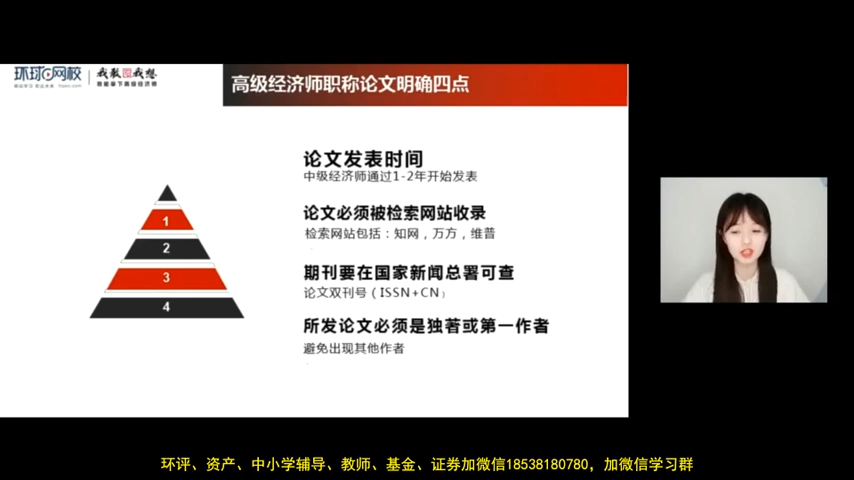 环球网校
我教 我想
高级经济师职称论文明确四点
论文发表时间
中级经济师通过1-2年开始发表
1
论文必须被检索网站收录
检索网站包括：知网，万方，维普
2
期刊要在国家新闻总署可查
论文双刊号（ISSN+CN）
3
所发论文必须是独著或第一作者
避免出现其他作者
4
环评、资产、中小学辅导、教师、基金、证券加微信18538180780，加微信学习群